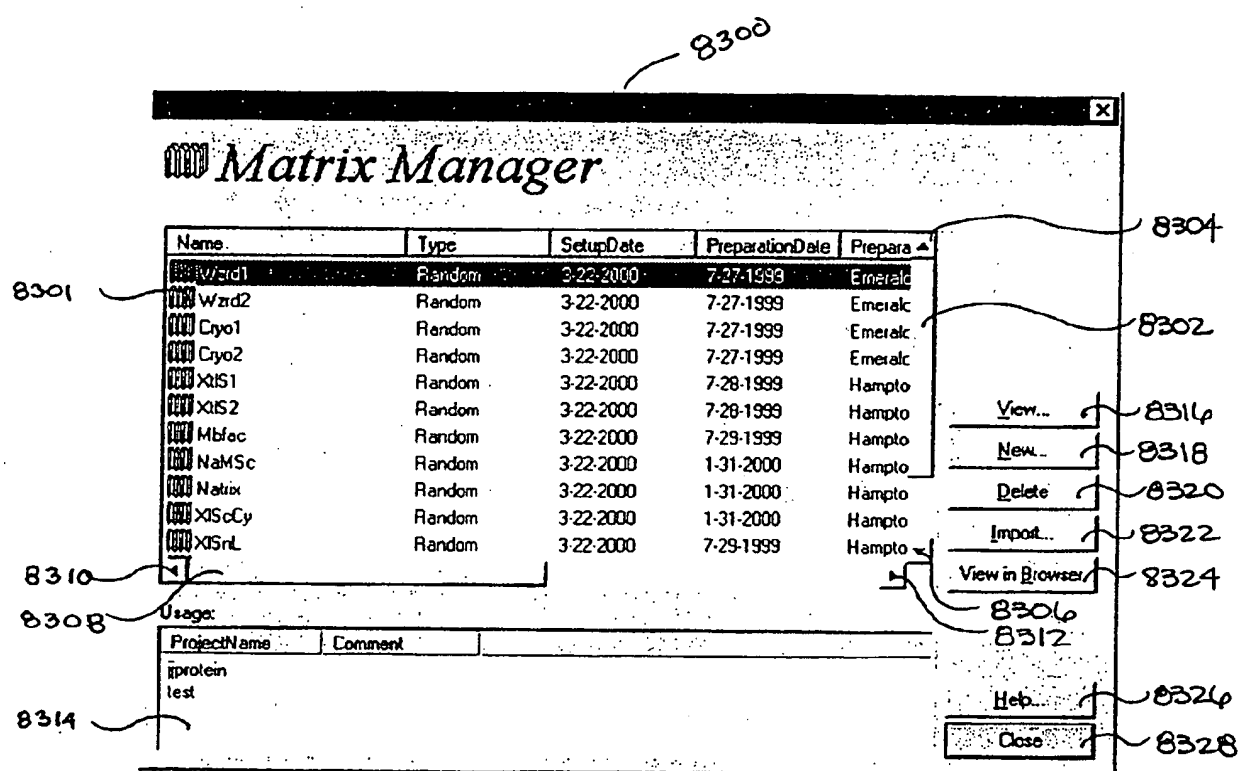 8300
Matrix Manager
Name Type SetupDate PreparationDate Prepara
8304
Wzrd1 Random 3-22-2000 7-27-1999 Emeralc
8301
Wzrd2 Random 3-22-2000 7-27-1999 Emeralc
8302
Cryo1 Random 3-22-2000 7-27-1999 Emeralc
Cryo2 Random 3-22-2000 7-27-1999 Emeralc
XtlS1 Random 3-22-2000 7-28-1999 Hampto
XtlS2 Random 3-22-2000 7-28-1999 Hampto
View... 8316
Mbfac Random 3-22-2000 7-29-1999 Hampto
New... 8318
NaMSc Random 3-22-2000 1-31-2000 Hampto
Natrix Random 3-22-2000 1-31-2000 Hampto
Delete 8320
XlScCy Random 3-22-2000 1-31-2000 Hampto
Import... 8322
XlSnL Random 3-22-2000 7-29-1999 Hampto
8310
View in Browser 8324
8308
8306
8312
Usage:
ProjectName Comment
test
8314
Help... 8326
Close 8328